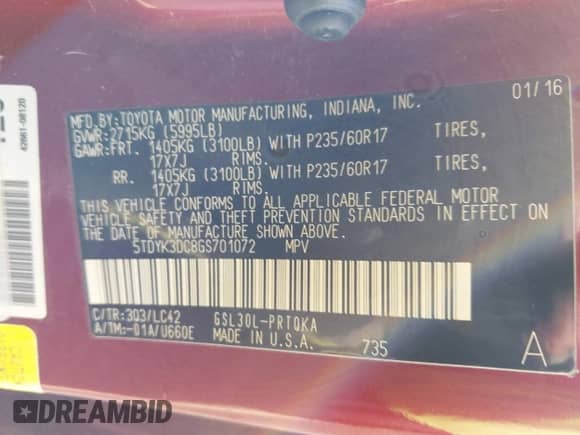 42661-08120
01/16
MFD.BY:TOYOTA MOTOR MANUFACTURING, INDIANA, INC.
GVWR:2715KG (5995LB)
GAWR:FRT. 1405KG (3100LB) WITH P235/60R17 TIRES,
17X7J RIMS.
RR. 1405KG (3100LB) WITH P235/60R17 TIRES,
17X7J RIMS.
THIS VEHICLE CONFORMS TO ALL APPLICABLE FEDERAL MOTOR
VEHICLE SAFETY AND THEFT PREVENTION STANDARDS IN EFFECT ON
THE DATE OF MANUFACTURE SHOWN ABOVE.
5TDYK3DC8GS701072 MPV
C/TR:3Q3/LC42 GSL30L-PRTQKA
A/TM:-01A/U660E MADE IN U.S.A. 735 A
DREAMBID